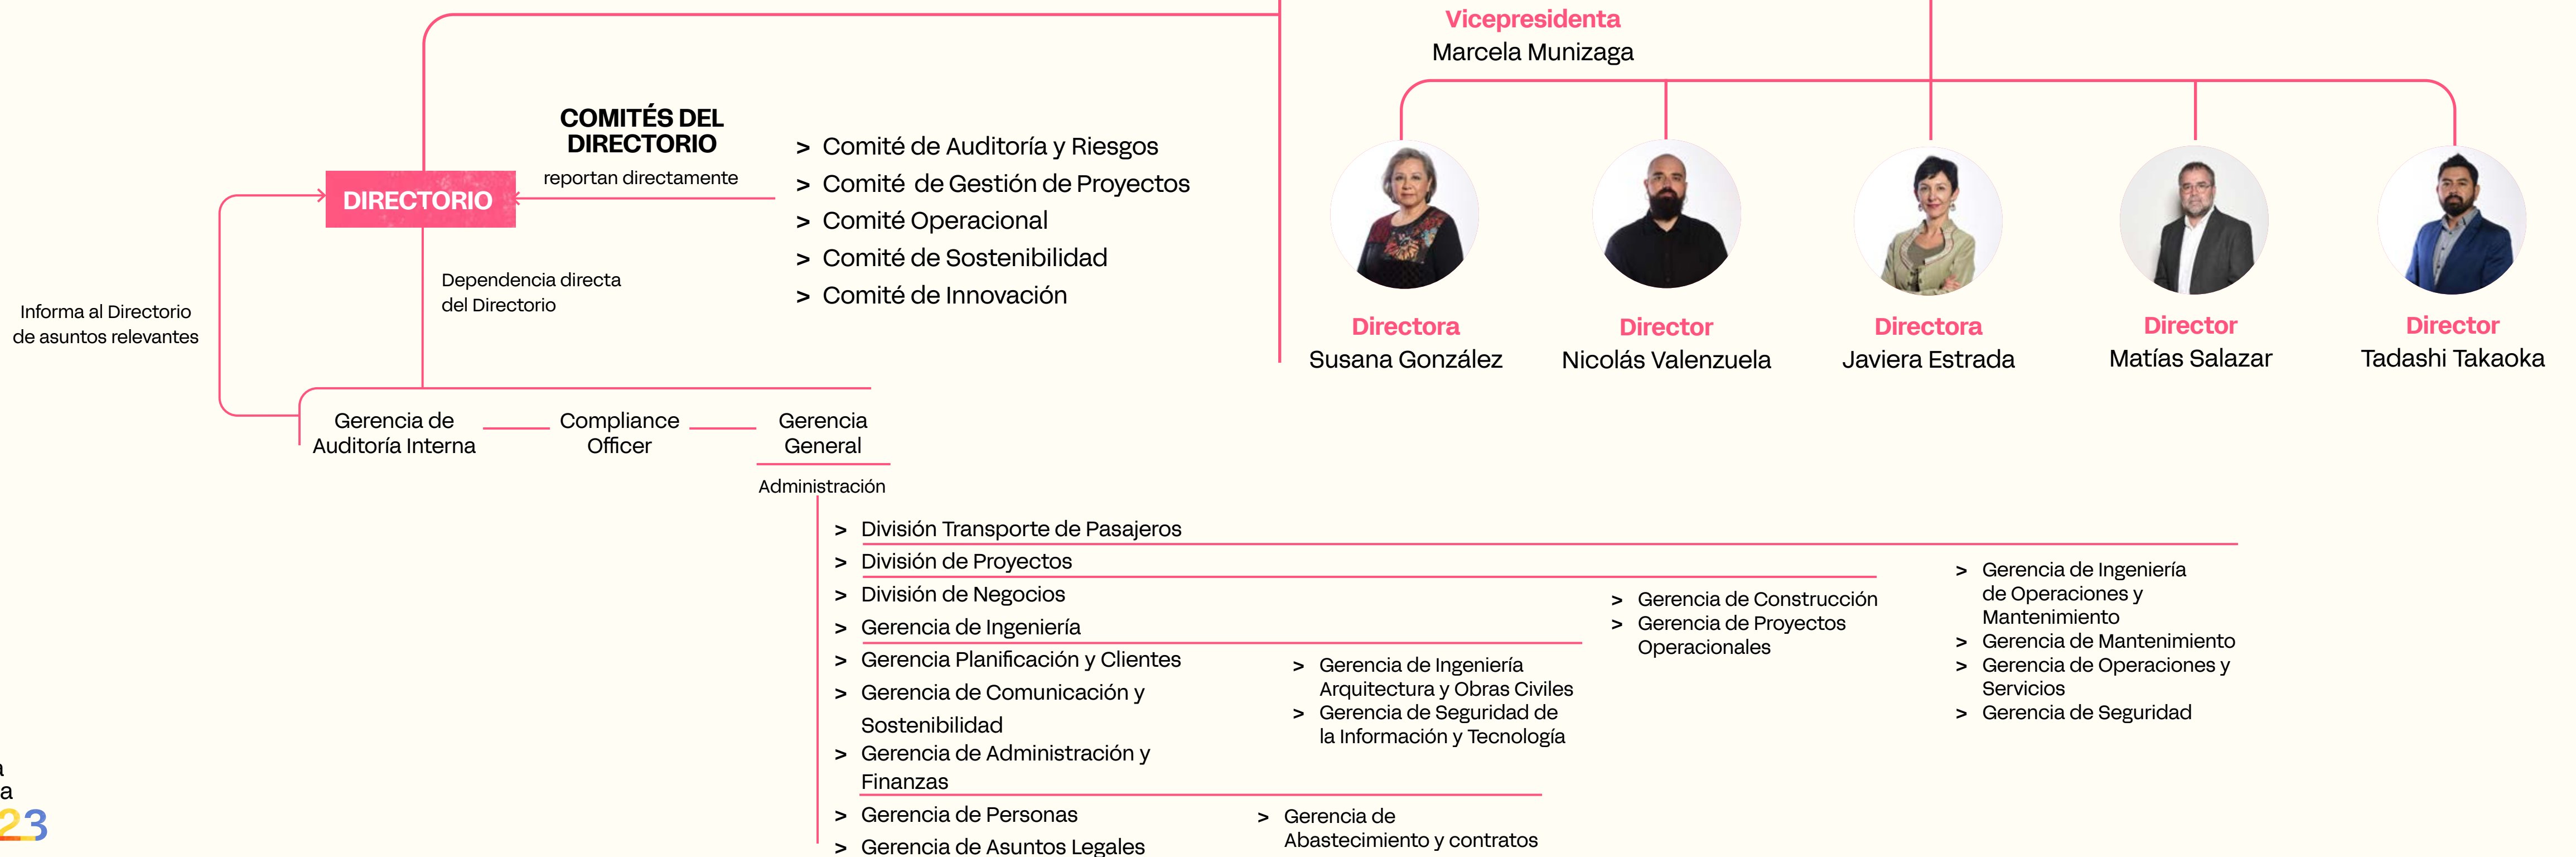 Vicepresidenta
Marcela Munizaga
COMITÉS DEL
DIRECTORIO
reportan directamente
DIRECTORIO
> Comité de Auditoría y Riesgos
> Comité de Gestión de Proyectos
> Comité Operacional
> Comité de Sostenibilidad
> Comité de Innovación
Dependencia directa
del Directorio
Informa al Directorio
de asuntos relevantes
Directora
Susana González
Director
Nicolás Valenzuela
Directora
Javiera Estrada
Director
Matías Salazar
Director
Tadashi Takaoka
Gerencia de
Auditoría Interna
Compliance
Officer
Gerencia
General
Administración
> División Transporte de Pasajeros
> División de Proyectos
> División de Negocios
> Gerencia de Ingeniería
> Gerencia Planificación y Clientes
> Gerencia de Comunicación y
Sostenibilidad
> Gerencia de Administración y
Finanzas
> Gerencia de Personas
> Gerencia de Asuntos Legales
> Gerencia de Ingeniería
Arquitectura y Obras Civiles
> Gerencia de Seguridad de
la Información y Tecnología
> Gerencia de
Abastecimiento y contratos
> Gerencia de Construcción
> Gerencia de Proyectos
Operacionales
> Gerencia de Ingeniería
de Operaciones y
Mantenimiento
> Gerencia de Mantenimiento
> Gerencia de Operaciones y
Servicios
> Gerencia de Seguridad
a
a
23